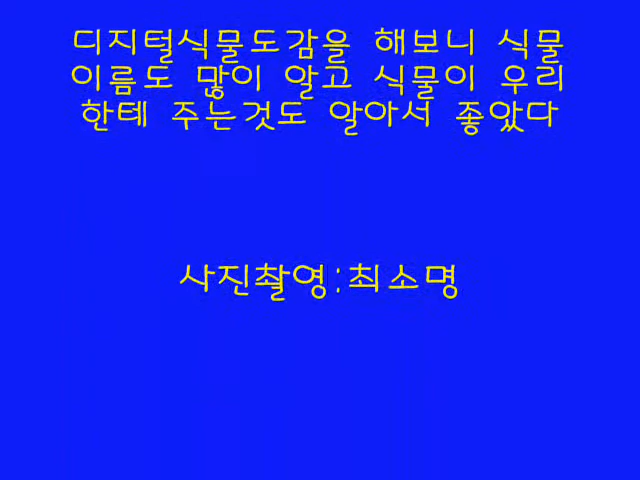 디지털식물도감을 해보니 식물
이름도 많이 알고 식물이 우리
한테 주는것도 알아서 좋았다
사진촬영:최소명